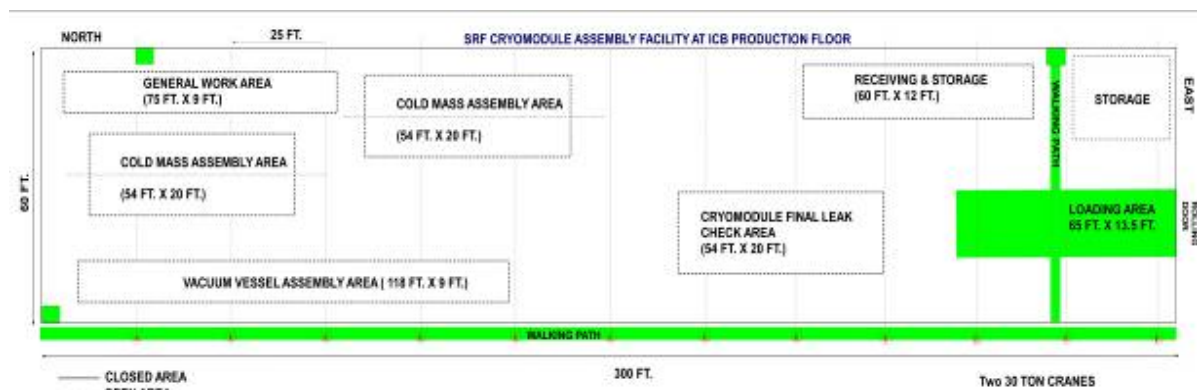 NORTH
25 FT.
SRF CRYOMODULE ASSEMBLY FACILITY AT ICB PRODUCTION FLOOR
GENERAL WORK AREA
(75 FT. X 9 FT.)
COLD MASS ASSEMBLY AREA
(54 FT. X 20 FT.)
RECEIVING & STORAGE
(60 FT. X 12 FT.)
WALKING PATH
STORAGE
EAST
COLD MASS ASSEMBLY AREA
(54 FT. X 20 FT.)
60 FT.
CRYOMODULE FINAL LEAK
CHECK AREA
(54 FT. X 20 FT.)
LOADING AREA
65 FT. X 13.5 FT.
ROLLING
DOOR
VACUUM VESSEL ASSEMBLY AREA ( 118 FT. X 9 FT.)
WALKING PATH
300 FT.
CLOSED AREA
Two 30 TON CRANES